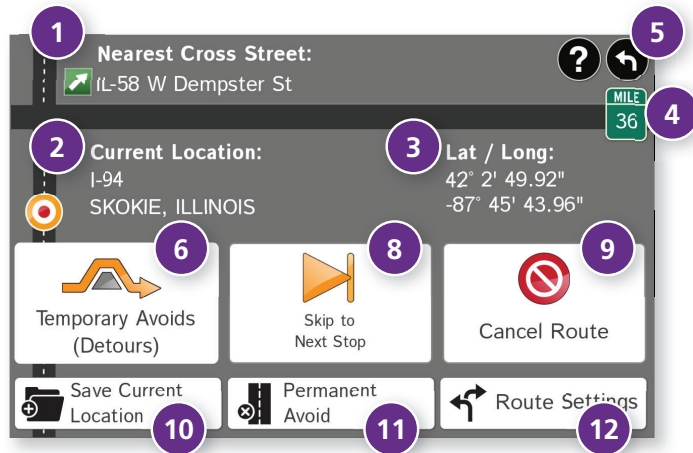 1
Nearest Cross Street:
IL-58 W Dempster St
?
5
MILE
36
4
2
Current Location:
I-94
SKOKIE, ILLINOIS
3
Lat / Long:
42° 2' 49.92"
-87° 45' 43.96"
6
Temporary Avoids
(Detours)
8
Skip to
Next Stop
9
Cancel Route
Save Current
Location
10
Permanent
Avoid
11
Route Settings
12